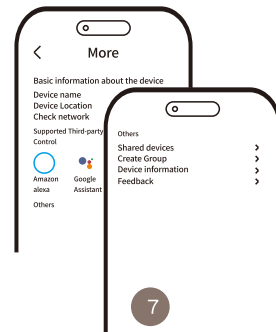 More
Basic information about the device
Device name
Device Location
Check network
Supported Third-party
Control
Amazon
alexa
Google
Assistant
Others
Others
Shared devices
Create Group
Device information
Feedback
7